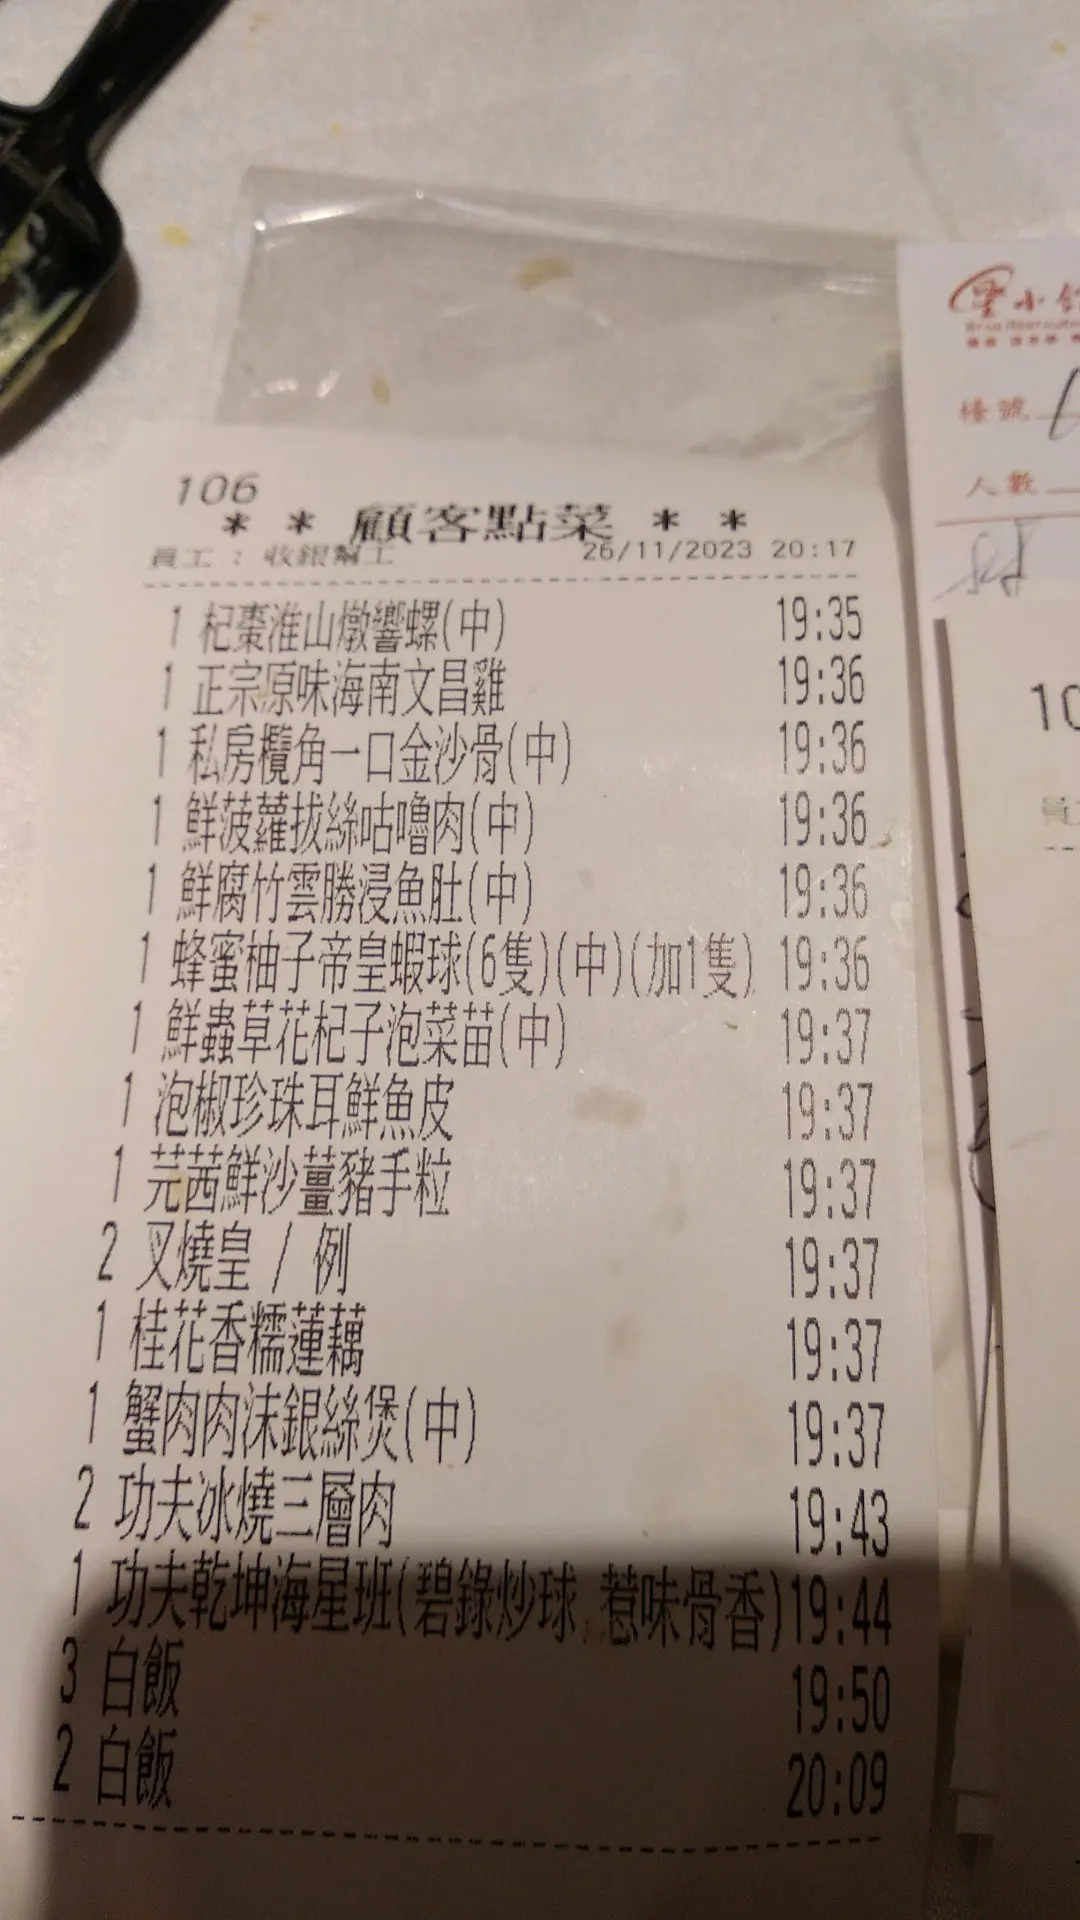 106
* * 顧客點菜 * *
員工 : 收銀幫工 26/11/2023 20:17
1 杞棗淮山燉響螺(中) 19:35
1 正宗原味海南文昌雞 19:36
1 私房欖角一口金沙骨(中) 19:36
1 鮮菠蘿拔絲咕嚕肉(中) 19:36
1 鮮腐竹雲勝浸魚肚(中) 19:36
1 蜂蜜柚子帝皇蝦球(6隻)(中)(加1隻) 19:36
1 鮮蟲草花杞子泡菜苗(中) 19:37
1 泡椒珍珠耳鮮魚皮 19:37
1 芫茜鮮沙薑豬手粒 19:37
2 叉燒皇 / 例 19:37
1 桂花香糯蓮藕 19:37
1 蟹肉肉沫銀絲煲(中) 19:37
2 功夫冰燒三層肉 19:43
1 功夫乾坤海星班(碧錄炒球,惹味骨香) 19:44
3 白飯 19:50
2 白飯 20:09
星小
檯號
人數
10
員